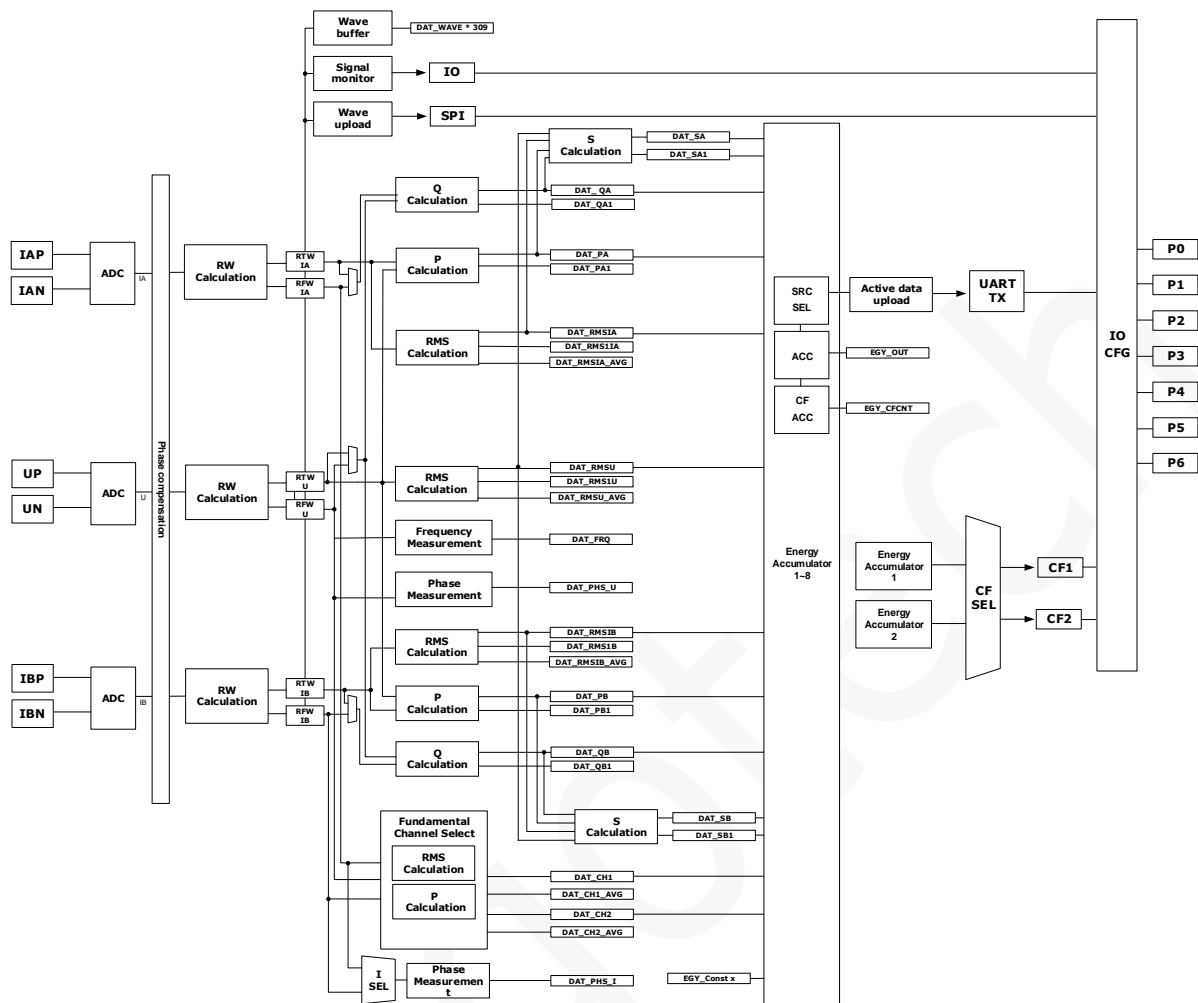 Wave
buffer
DAT_WAVE * 309
Signal
monitor
IO
Wave
upload
SPI
S
Calculation
DAT_SA
DAT_SA1
Q
Calculation
DAT_ QA
DAT_QA1
IAP
IAN
ADC
IA
RW
Calculation
RTW
IA
RFW
IA
P
Calculation
DAT_PA
DAT_PA1
RMS
Calculation
DAT_RMSIA
DAT_RMS1IA
DAT_RMSIA_AVG
SRC
SEL
ACC
CF
ACC
Active data
upload
UART
TX
EGY_OUT
EGY_CFCNT
IO
CFG
P0
P1
P2
P3
P4
P5
P6
Phase compensation
UP
UN
ADC
U
RW
Calculation
RTW
U
RFW
U
RMS
Calculation
DAT_RMSU
DAT_RMS1U
DAT_RMSU_AVG
Frequency
Measurement
DAT_FRQ
Phase
Measurement
DAT_PHS_U
Energy
Accumulator
1~8
Energy
Accumulator
1
Energy
Accumulator
2
CF
SEL
CF1
CF2
IBP
IBN
ADC
IB
RW
Calculation
RTW
IB
RFW
IB
RMS
Calculation
DAT_RMSIB
DAT_RMS1B
DAT_RMSIB_AVG
P
Calculation
DAT_PB
DAT_PB1
Q
Calculation
DAT_QB
DAT_QB1
S
Calculation
DAT_SB
DAT_SB1
Fundamental
Channel Select
RMS
Calculation
P
Calculation
DAT_CH1
DAT_CH1_AVG
DAT_CH2
DAT_CH2_AVG
I
SEL
Phase
Measuremen
t
DAT_PHS_I
EGY_Const x